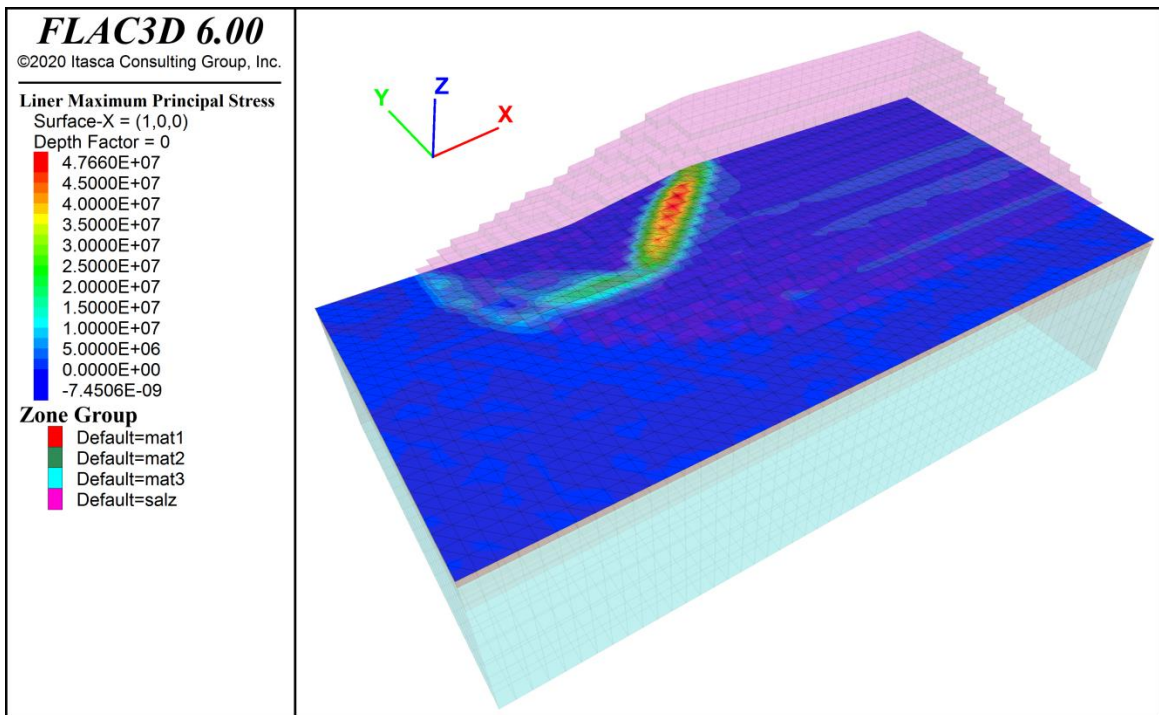 FLAC3D 6.00
©2020 Itasca Consulting Group, Inc.
Liner Maximum Principal Stress
Surface-X = (1,0,0)
Depth Factor = 0
4.7660E+07
4.5000E+07
4.0000E+07
3.5000E+07
3.0000E+07
2.5000E+07
2.0000E+07
1.5000E+07
1.0000E+07
5.0000E+06
0.0000E+00
-7.4506E-09
Zone Group
Default=mat1
Default=mat2
Default=mat3
Default=salz
Y
Z
X